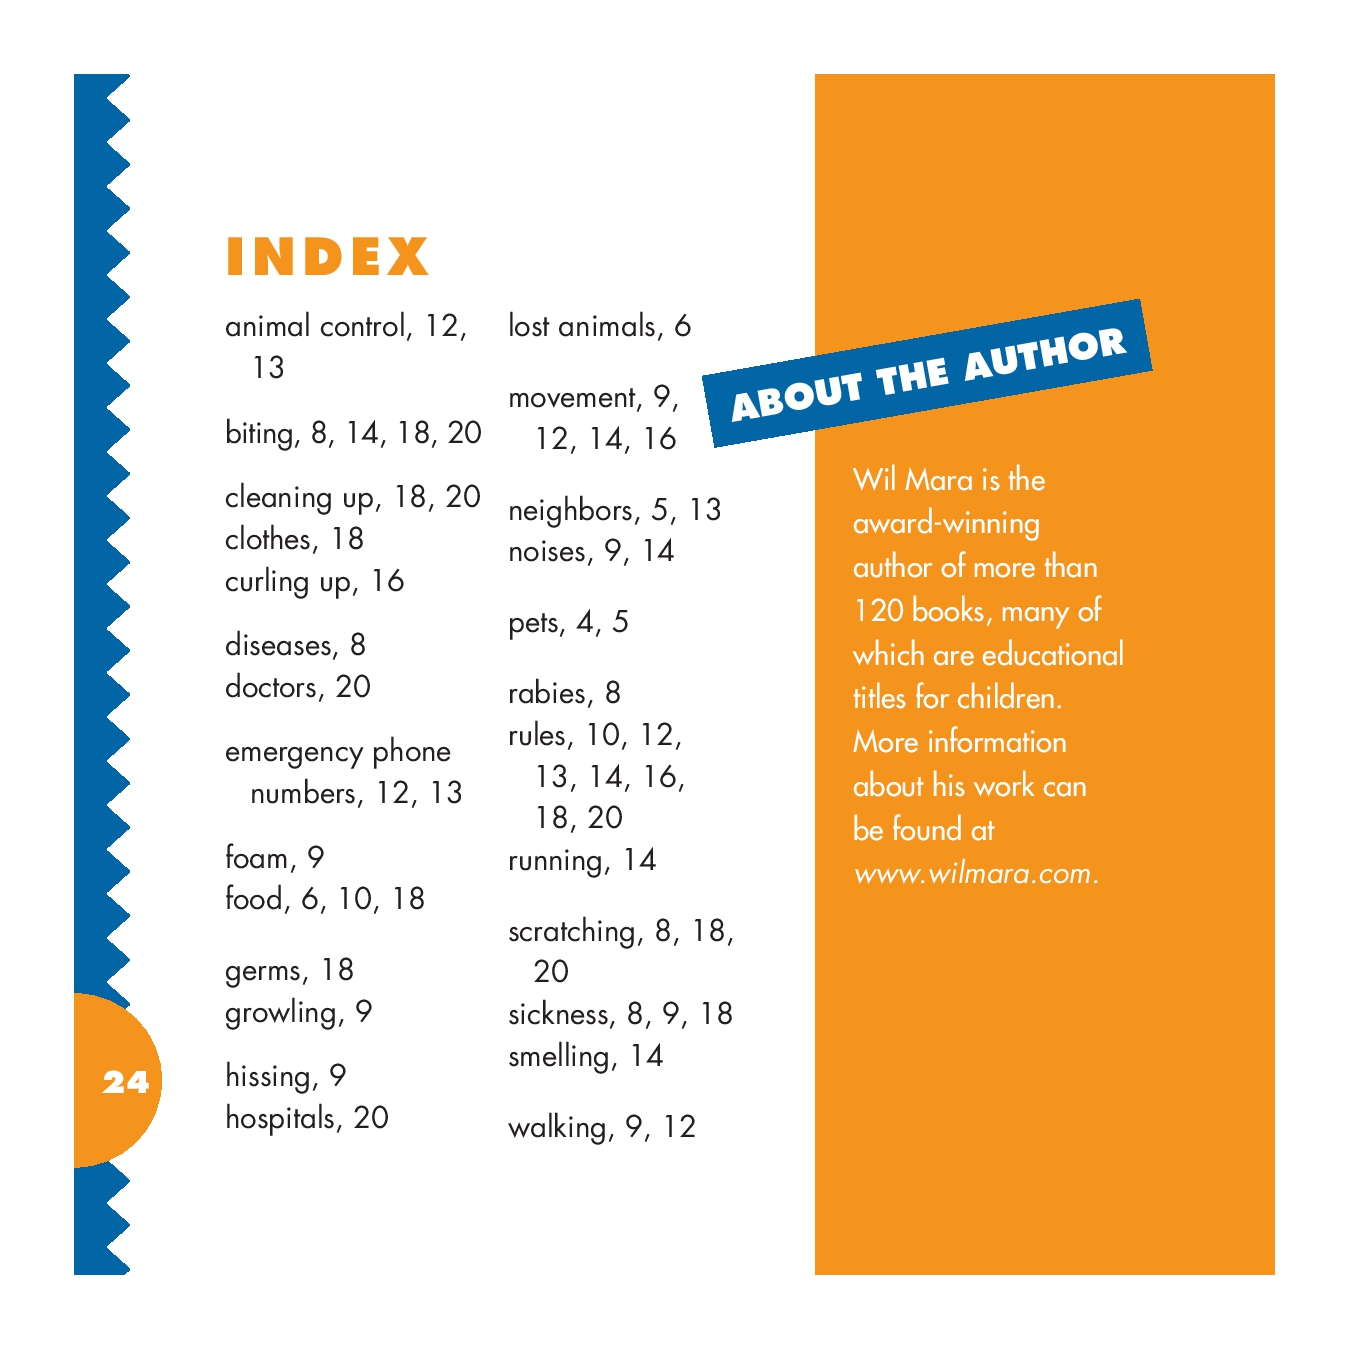 INDEX
animal control, 12,
13
biting, 8, 14, 18, 20
cleaning up, 18, 20
clothes, 18
curling up, 16
diseases, 8
doctors, 20
emergency phone
numbers, 12, 13
foam, 9
food, 6, 10, 18
germs, 18
growling, 9
hissing, 9
hospitals, 20
lost animals, 6
movement, 9,
12, 14, 16
neighbors, 5, 13
noises, 9, 14
pets, 4, 5
rabies, 8
rules, 10, 12,
13, 14, 16,
18, 20
running, 14
scratching, 8, 18,
20
sickness, 8, 9, 18
smelling, 14
walking, 9, 12
ABOUT THE AUTHOR
Wil Mara is the
award-winning
author of more than
120 books, many of
which are educational
titles for children.
More information
about his work can
be found at
www.wilmara.com.
24